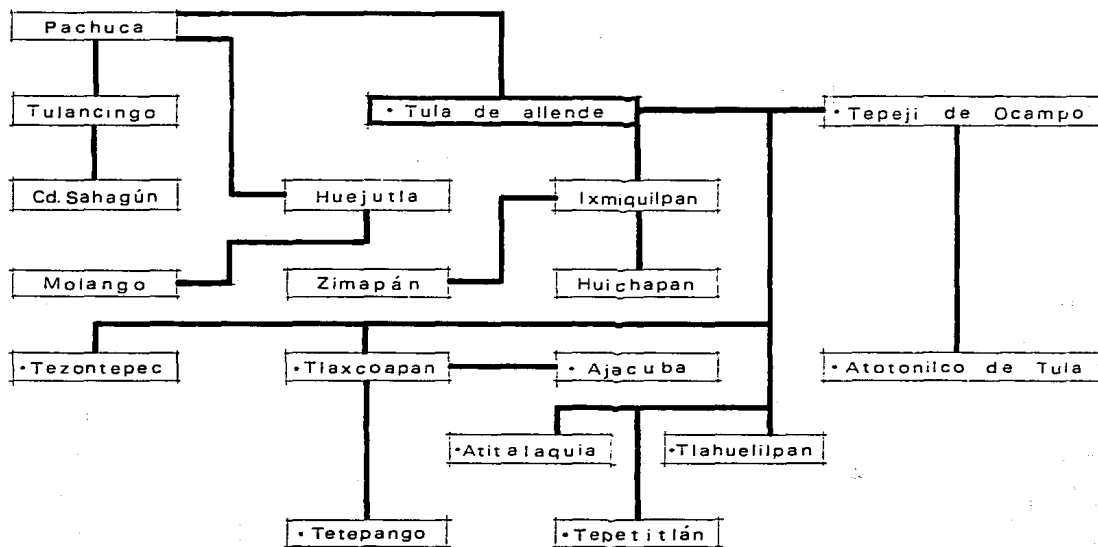 Pachuca
Tulancingo
• Tula de allende
• Tepeji de Ocampo
Cd. Sahagún
Huejutla
Ixmiquilpan
Molango
Zimapán
Huichapan
• Tezontepec
• Tlaxcoapan
• Ajacuba
• Atotonilco de Tula
• Atitalaquia
• Tlahuelilpan
• Tetepango
• Tepetitlán